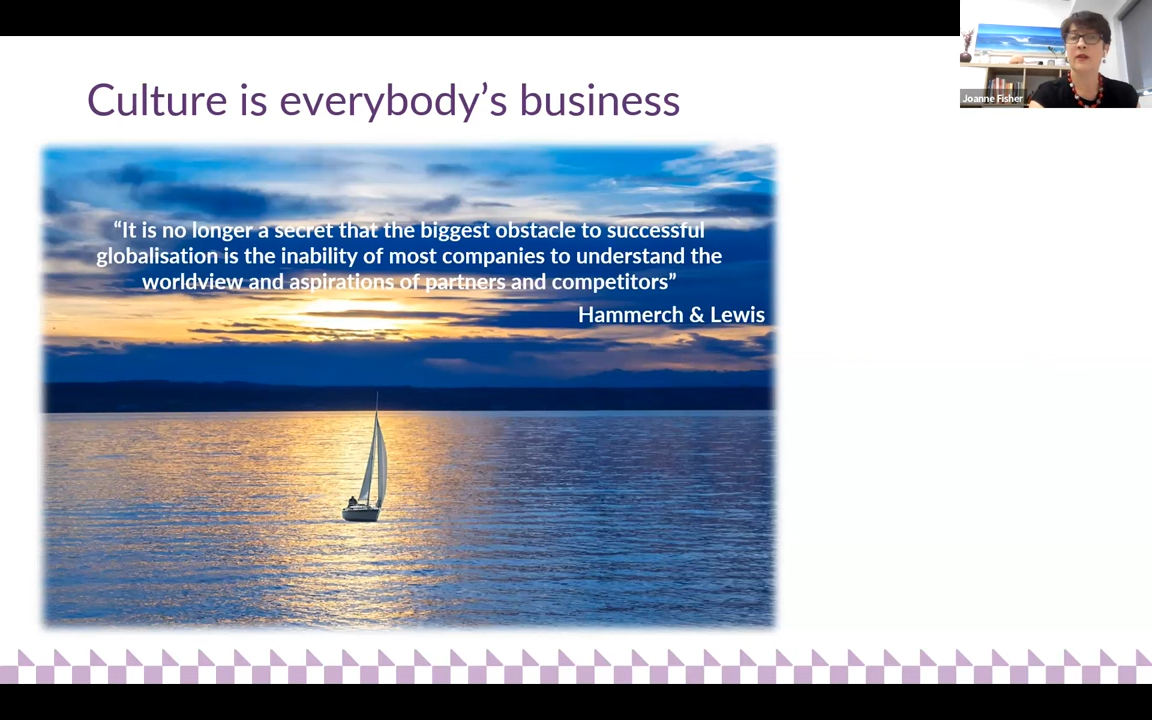 Culture is everybody’s business
“It is no longer a secret that the biggest obstacle to successful
globalisation is the inability of most companies to understand the
worldview and aspirations of partners and competitors”
Hammerch & Lewis
Joanne Fisher